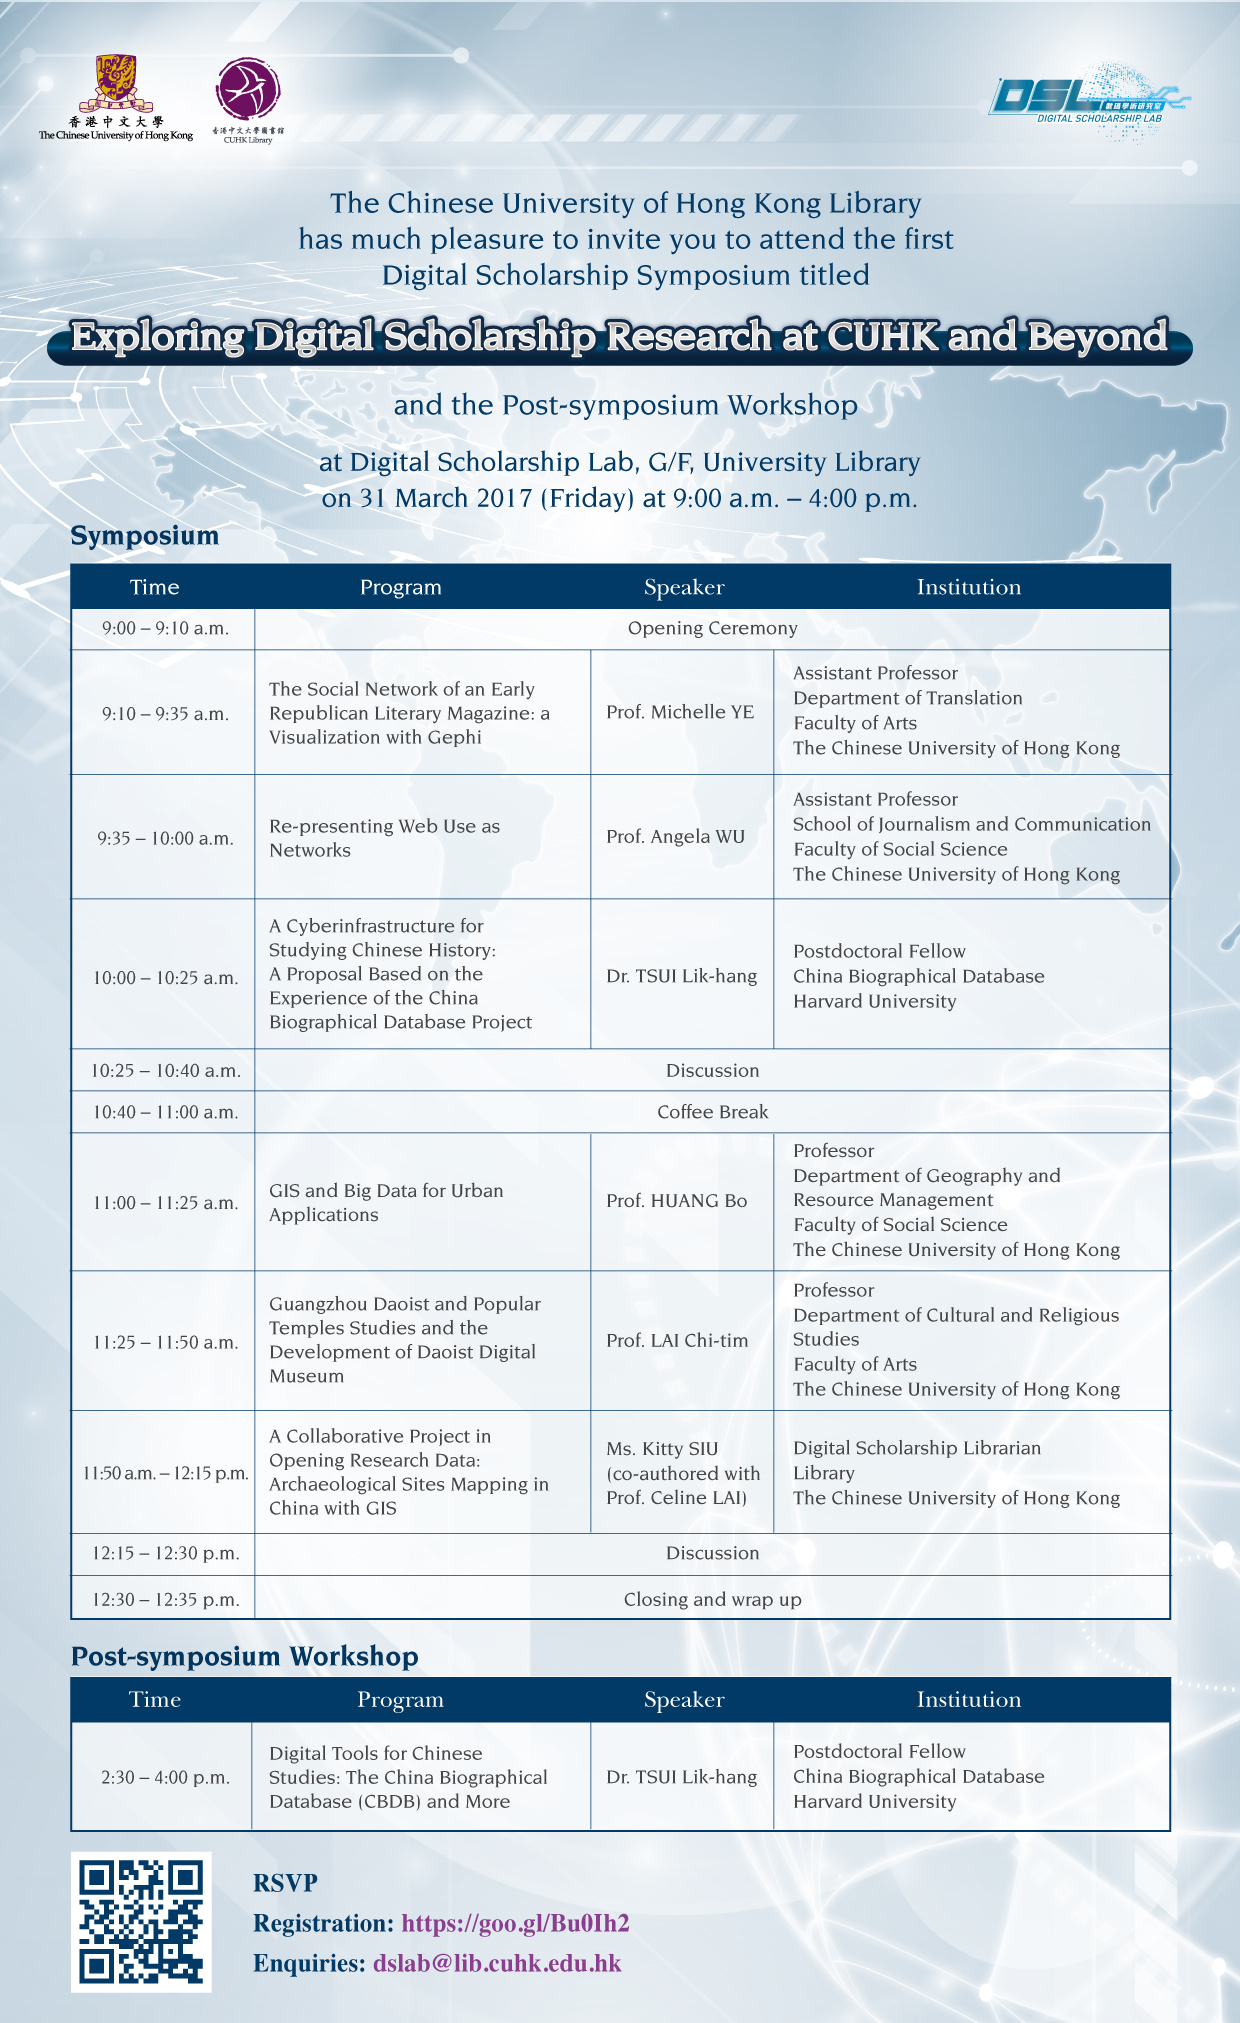 香港中文大學
The Chinese University of Hong Kong
香港中文大學圖書館
CUHK Library
DSL
數碼學術研究室
DIGITAL SCHOLARSHIP LAB
The Chinese University of Hong Kong Library
has much pleasure to invite you to attend the first
Digital Scholarship Symposium titled
Exploring Digital Scholarship Research at CUHK and Beyond
and the Post-symposium Workshop
at Digital Scholarship Lab, G/F, University Library
on 31 March 2017 (Friday) at 9:00 a.m. – 4:00 p.m.
Symposium
Time Program Speaker Institution
9:00 – 9:10 a.m.
Opening Ceremony
9:10 – 9:35 a.m.
The Social Network of an Early
Republican Literary Magazine: a
Visualization with Gephi
Prof. Michelle YE
Assistant Professor
Department of Translation
Faculty of Arts
The Chinese University of Hong Kong
9:35 – 10:00 a.m.
Re-presenting Web Use as
Networks
Prof. Angela WU
Assistant Professor
School of Journalism and Communication
Faculty of Social Science
The Chinese University of Hong Kong
10:00 – 10:25 a.m.
A Cyberinfrastructure for
Studying Chinese History:
A Proposal Based on the
Experience of the China
Biographical Database Project
Dr. TSUI Lik-hang
Postdoctoral Fellow
China Biographical Database
Harvard University
10:25 – 10:40 a.m.
Discussion
10:40 – 11:00 a.m.
Coffee Break
11:00 – 11:25 a.m.
GIS and Big Data for Urban
Applications
Prof. HUANG Bo
Professor
Department of Geography and
Resource Management
Faculty of Social Science
The Chinese University of Hong Kong
11:25 – 11:50 a.m.
Guangzhou Daoist and Popular
Temples Studies and the
Development of Daoist Digital
Museum
Prof. LAI Chi-tim
Professor
Department of Cultural and Religious
Studies
Faculty of Arts
The Chinese University of Hong Kong
11:50 a.m. – 12:15 p.m.
A Collaborative Project in
Opening Research Data:
Archaeological Sites Mapping in
China with GIS
Ms. Kitty SIU
(co-authored with
Prof. Celine LAI)
Digital Scholarship Librarian
Library
The Chinese University of Hong Kong
12:15 – 12:30 p.m.
Discussion
12:30 – 12:35 p.m.
Closing and wrap up
Post-symposium Workshop
Time Program Speaker Institution
2:30 – 4:00 p.m.
Digital Tools for Chinese
Studies: The China Biographical
Database (CBDB) and More
Dr. TSUI Lik-hang
Postdoctoral Fellow
China Biographical Database
Harvard University
RSVP
Registration: https://goo.gl/Bu0Ih2
Enquiries: dslab@lib.cuhk.edu.hk